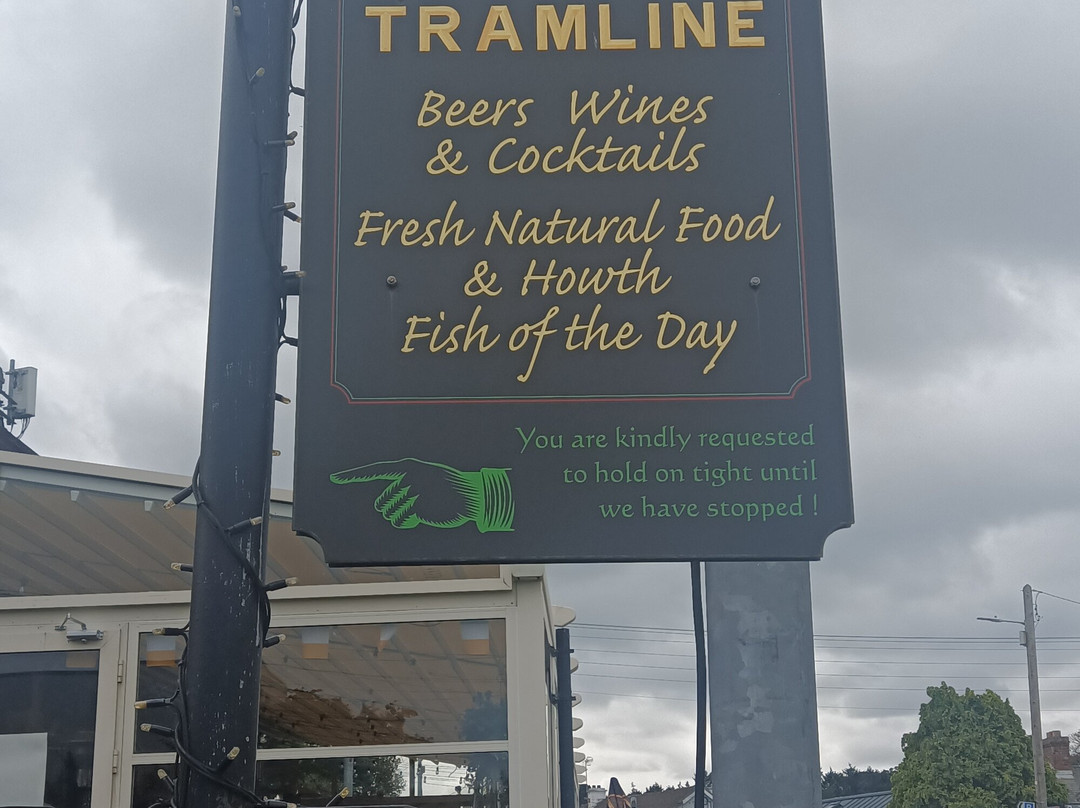 TRAMLINE
Beers Wines
& Cocktails
Fresh Natural Food
& Howth
Fish of the Day
You are kindly requested
to hold on tight until
we have stopped !